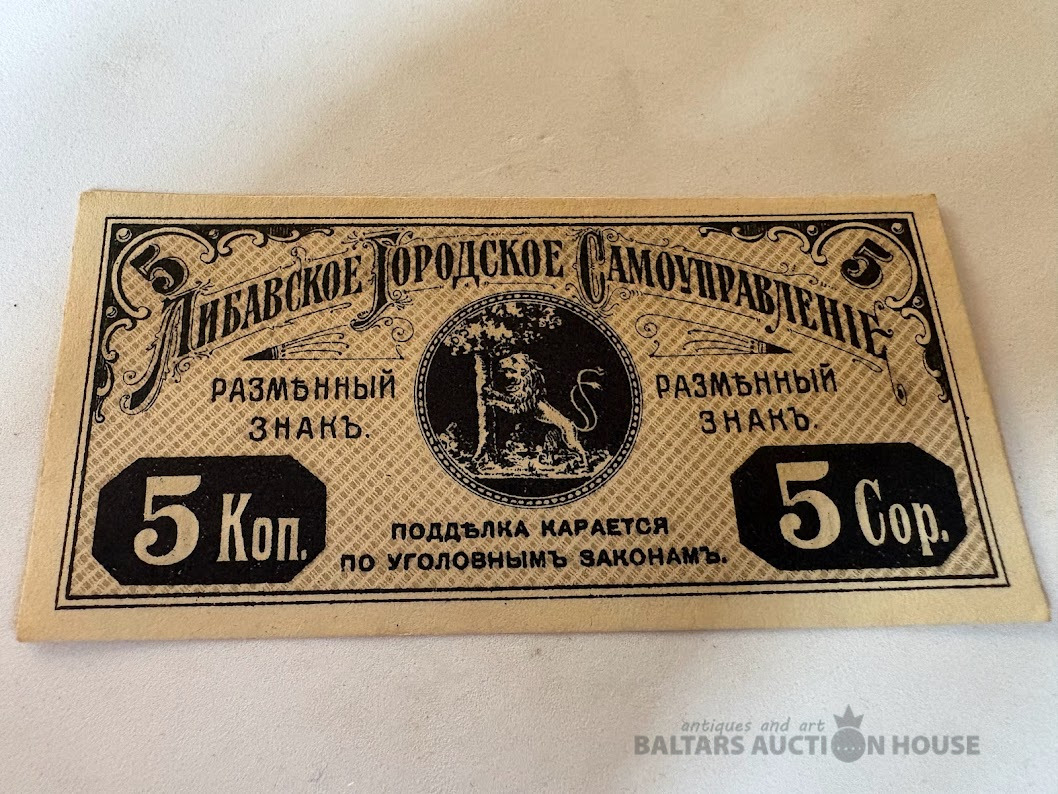 5
5
Либавское Городское Самоуправленіе
Размѣнный
знакъ.
Размѣнный
знакъ.
5 Коп.
5 Cop.
Поддѣлка карается
по уголовнымъ законамъ.
antiques and art
BALTARS AUCTION HOUSE